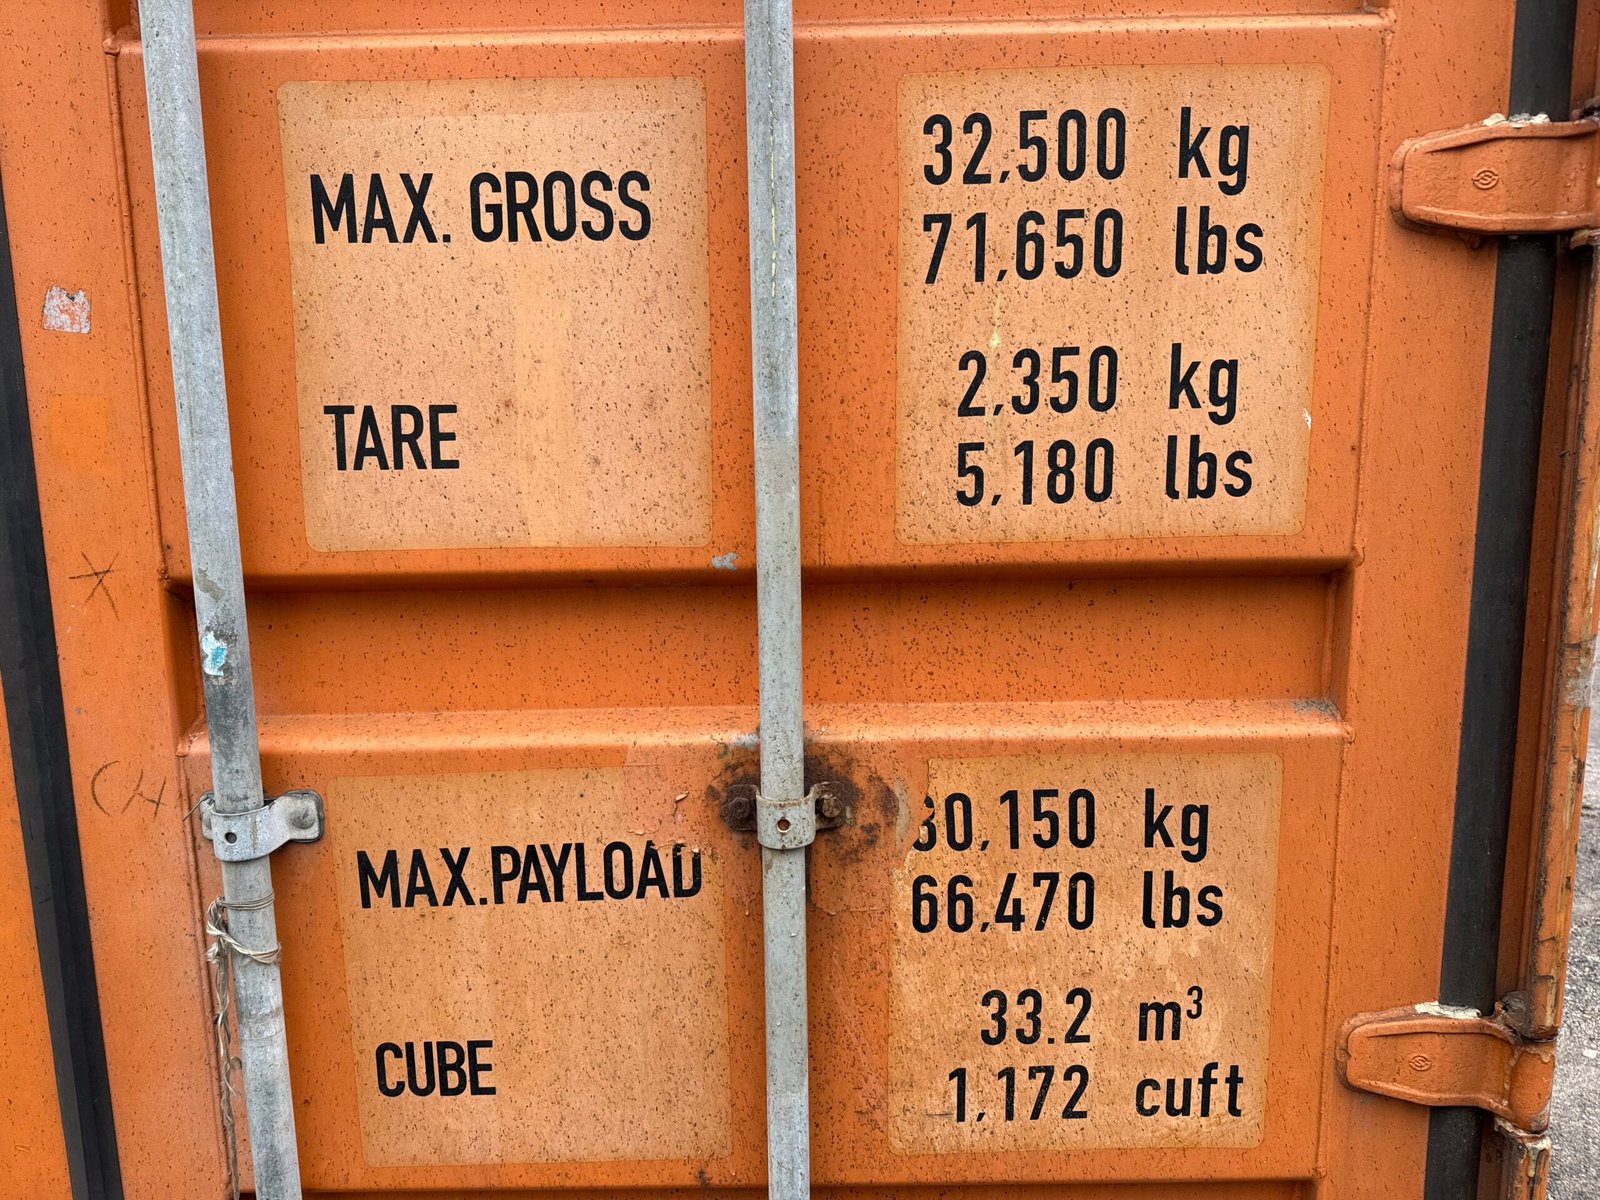 MAX. GROSS 32,500 kg
71,650 lbs
TARE 2,350 kg
5,180 lbs
MAX.PAYLOAD 30,150 kg
66,470 lbs
CUBE 33.2 m³
1,172 cuft
CH